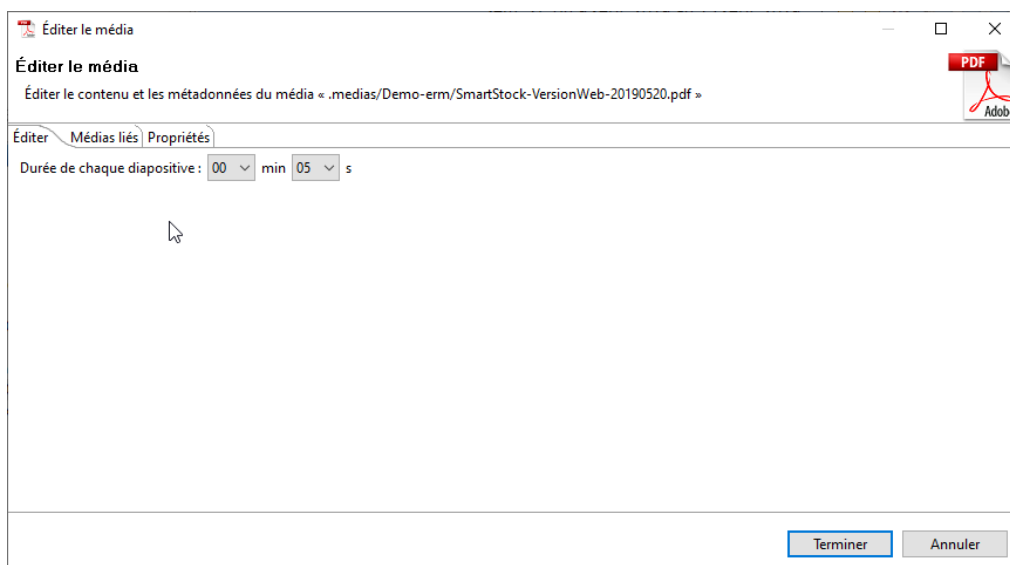 Éditer le média
Éditer le média
Éditer le contenu et les métadonnées du média « .medias/Demo-erm/SmartStock-VersionWeb-20190520.pdf »
PDF
Adob
Éditer Médias liés Propriétés
Durée de chaque diapositive : 00 min 05 s
Terminer Annuler